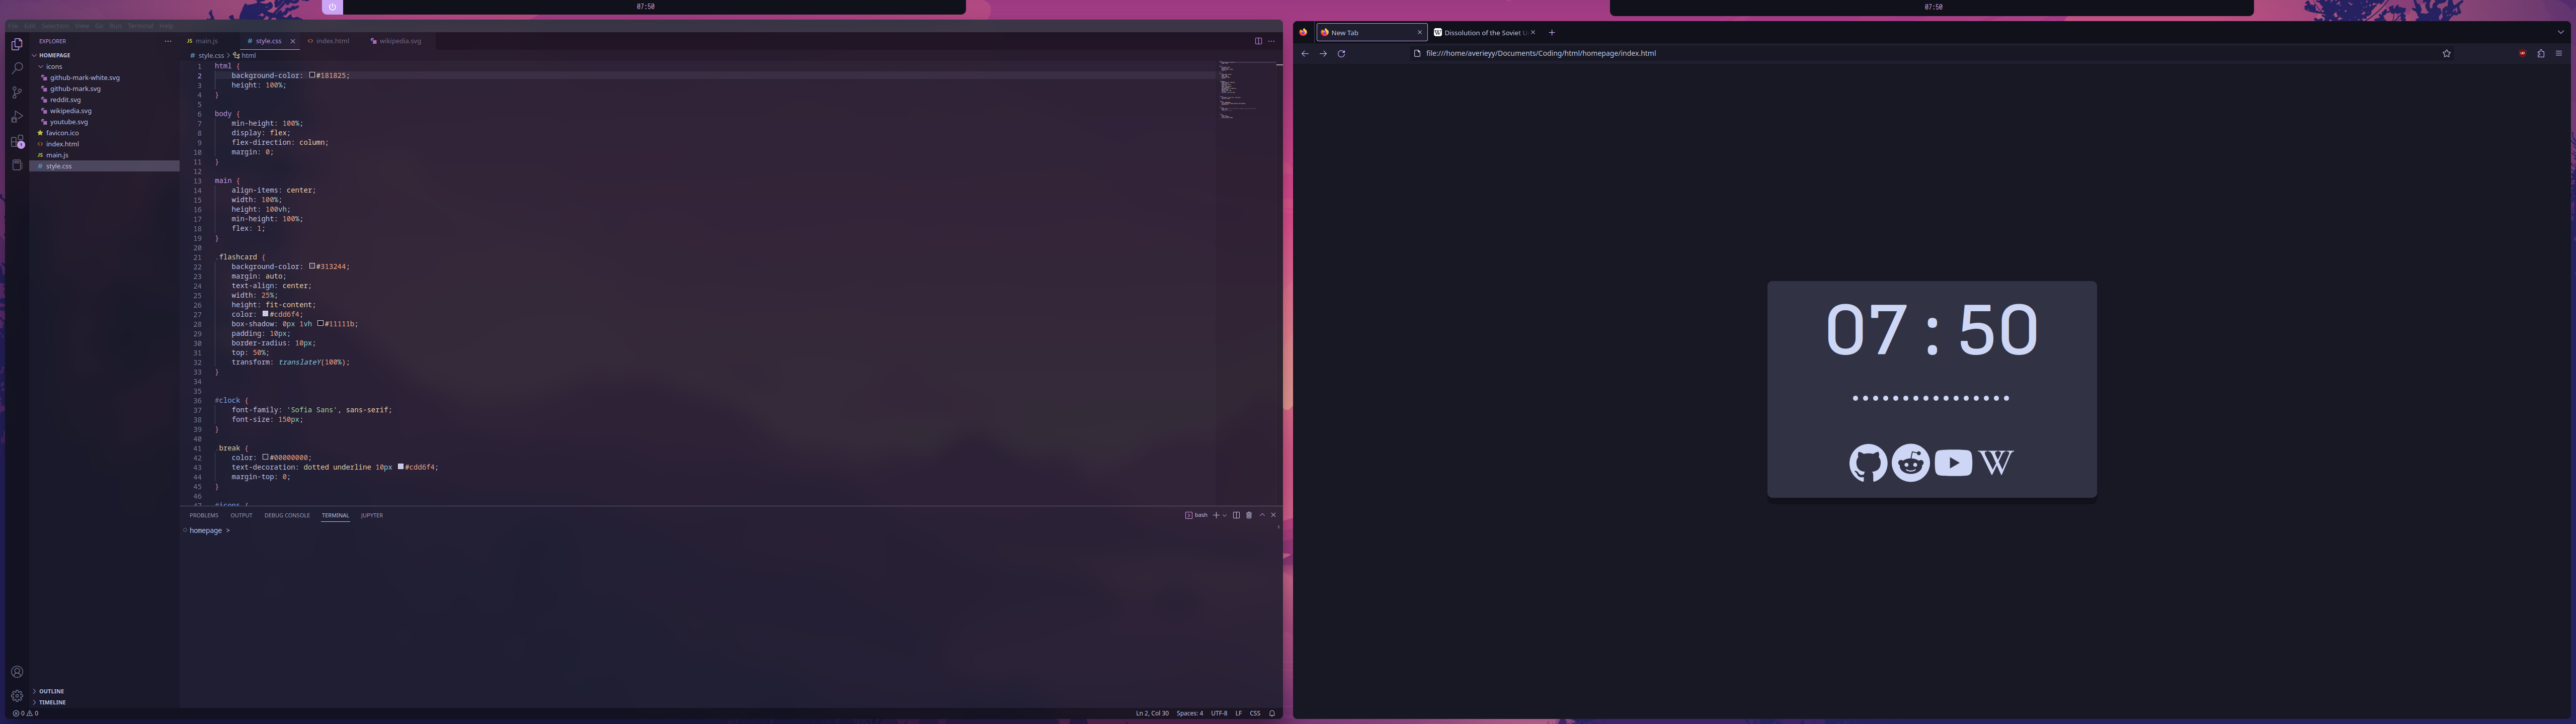 07:50
07:50
File Edit Selection View Go Run Terminal Help
EXPLORER
HOMEPAGE
icons
github-mark-white.svg
github-mark.svg
reddit.svg
wikipedia.svg
youtube.svg
favicon.ico
index.html
main.js
style.css
OUTLINE
TIMELINE
main.js style.css index.html wikipedia.svg
style.css > html
1 html {
2 background-color: #181825;
3 height: 100%;
4 }
5
6 body {
7 min-height: 100%;
8 display: flex;
9 flex-direction: column;
10 margin: 0;
11 }
12
13 main {
14 align-items: center;
15 width: 100%;
16 height: 100vh;
17 min-height: 100%;
18 flex: 1;
19 }
20
21 .flashcard {
22 background-color: #313244;
23 margin: auto;
24 text-align: center;
25 width: 25%;
26 height: fit-content;
27 color: #cdd6f4;
28 box-shadow: 0px 1vh #11111b;
29 padding: 10px;
30 border-radius: 10px;
31 top: 50%;
32 transform: translateY(100%);
33 }
34
35
36 #clock {
37 font-family: 'Sofia Sans', sans-serif;
38 font-size: 150px;
39 }
40
41 .break {
42 color: #00000000;
43 text-decoration: dotted underline 10px #cdd6f4;
44 margin-top: 0;
45 }
46
47 #icons {
PROBLEMS OUTPUT DEBUG CONSOLE TERMINAL JUPYTER
bash
homepage >
0 0
Ln 2, Col 30 Spaces: 4 UTF-8 LF CSS
New Tab
W Dissolution of the Soviet U
file:///home/averieyy/Documents/Coding/html/homepage/index.html
07:50
W